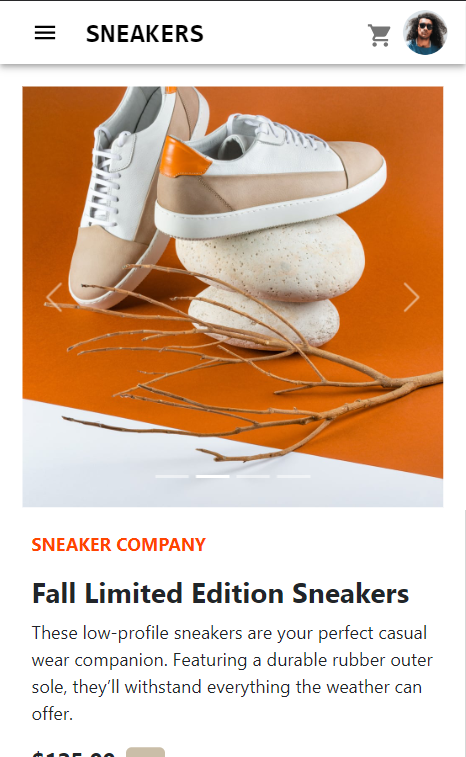 SNEAKERS
SNEAKER COMPANY
Fall Limited Edition Sneakers
These low-profile sneakers are your perfect casual
wear companion. Featuring a durable rubber outer
sole, they’ll withstand everything the weather can
offer.